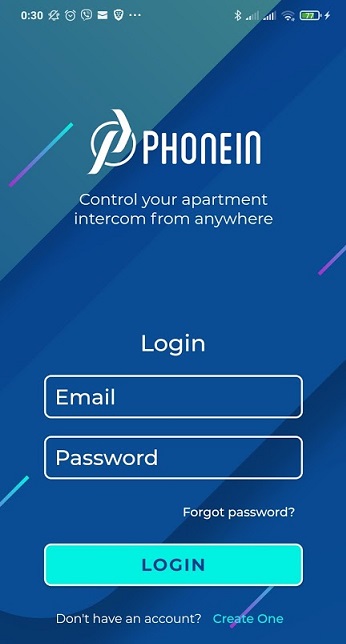 0:30 77
PHONEIN
Control your apartment
intercom from anywhere
Login
Email
Password
Forgot password?
LOGIN
Don't have an account? Create One